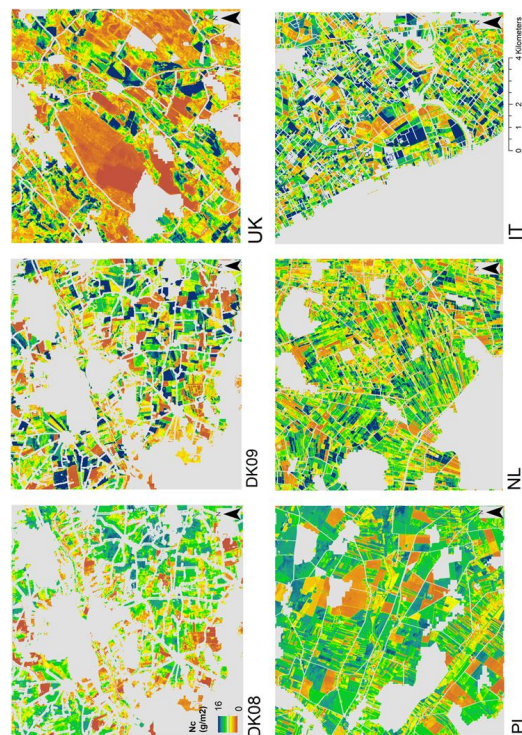 UK
IT
0 1 2 4 Kilometers
DK09
NL
DK08
Nc
(g/m2)
16
0
PL